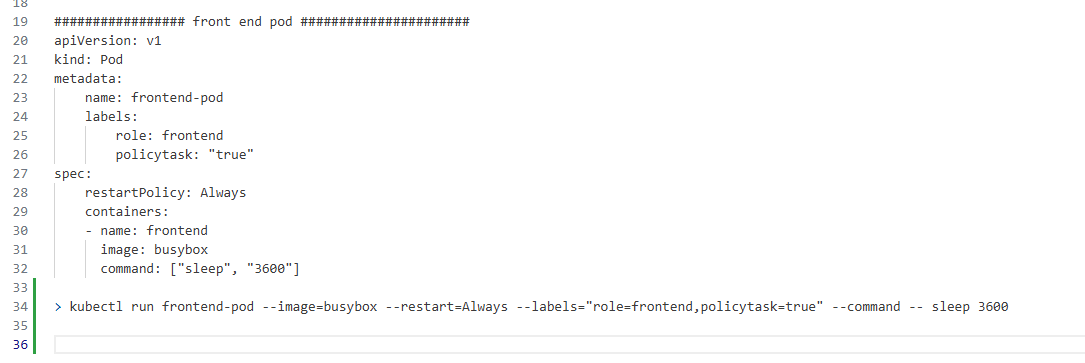 18
19 ################# front end pod ######################
20 apiVersion: v1
21 kind: Pod
22 metadata:
23     name: frontend-pod
24     labels:
25         role: frontend
26         policytask: "true"
27 spec:
28     restartPolicy: Always
29     containers:
30     - name: frontend
31       image: busybox
32       command: ["sleep", "3600"]
33
34 > kubectl run frontend-pod --image=busybox --restart=Always --labels="role=frontend,policytask=true" --command -- sleep 3600
35
36